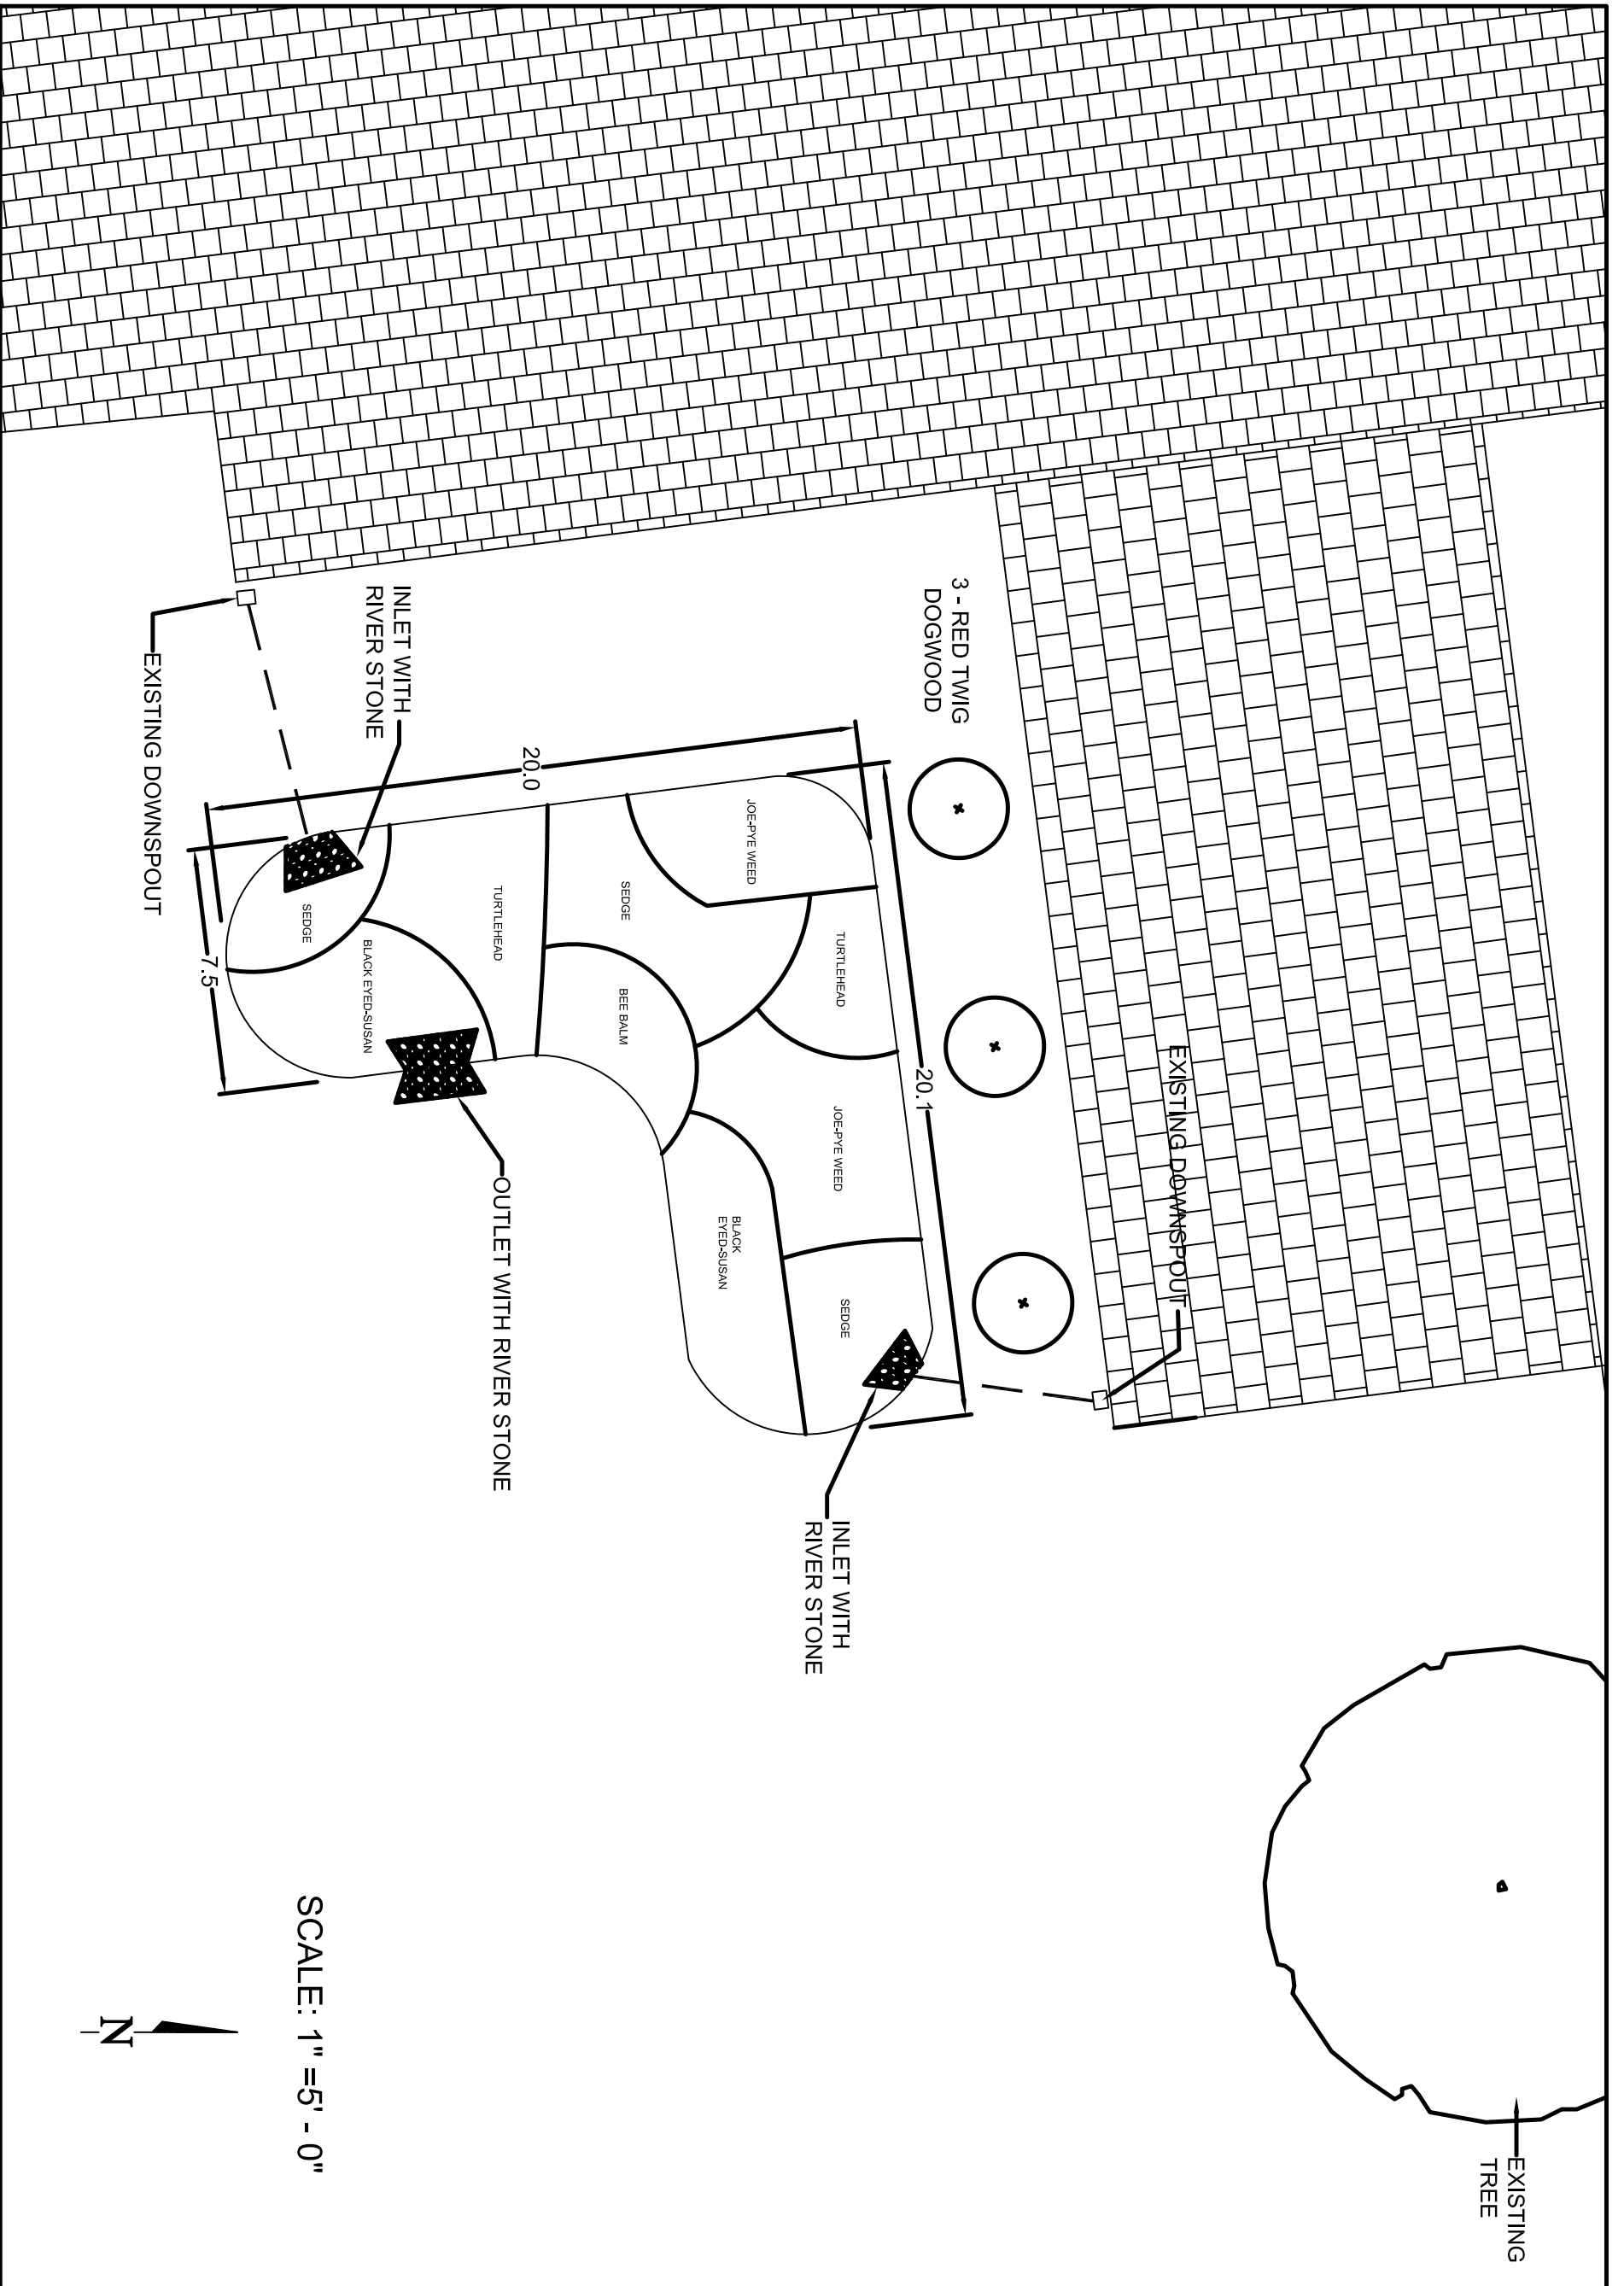 EXISTING
TREE
EXISTING DOWNSPOUT
3 - RED TWIG
DOGWOOD
20.1
TURTLEHEAD
JOE-PYE WEED
SEDGE
JOE-PYE WEED
INLET WITH
RIVER STONE
BLACK
EYED-SUSAN
SEDGE
BEE BALM
20.0
TURTLEHEAD
OUTLET WITH RIVER STONE
INLET WITH
RIVER STONE
BLACK EYED-SUSAN
SEDGE
7.5
EXISTING DOWNSPOUT
SCALE: 1" =5' - 0"
N